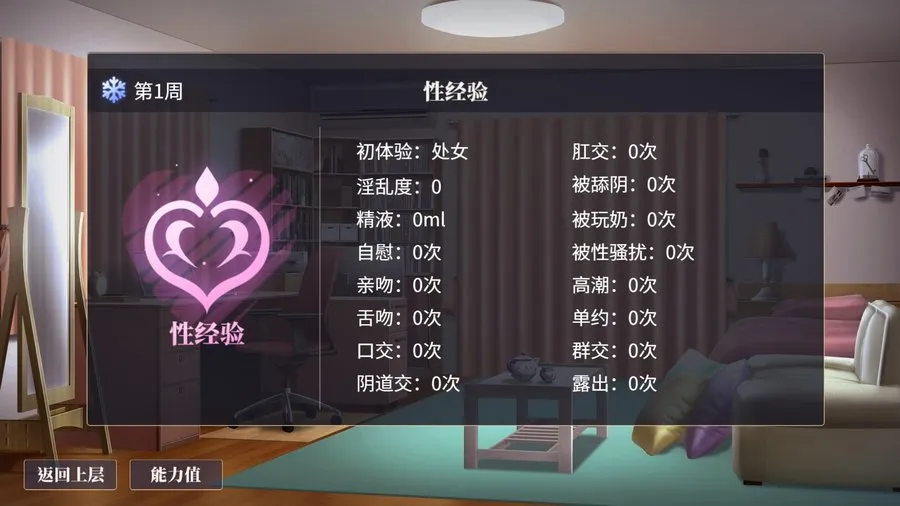 第1周
性经验
性经验
初体验：处女
淫乱度：0
精液：0ml
自慰：0次
亲吻：0次
舌吻：0次
口交：0次
阴道交：0次
肛交：0次
被舔阴：0次
被玩奶：0次
被性骚扰：0次
高潮：0次
单约：0次
群交：0次
露出：0次
返回上层
能力值